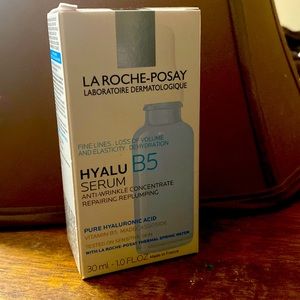 LA ROCHE-POSAY
LABORATOIRE DERMATOLOGIQUE
FINE LINES, LOSS OF VOLUME
AND ELASTICITY, DEHYDRATION
HYALU B5
SERUM
ANTI-WRINKLE CONCENTRATE
REPAIRING REPLUMPING
PURE HYALURONIC ACID
VITAMIN B5, MADECASSOSIDE
TESTED ON SENSITIVE SKIN
WITH LA ROCHE-POSAY THERMAL SPRING WATER
30 ml - 1.0 FL.OZ Made in France